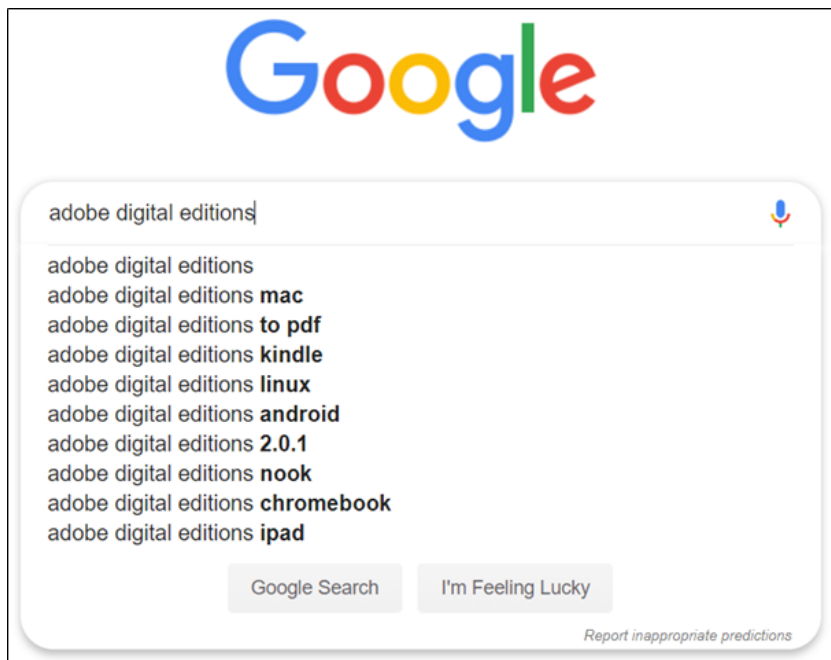 Google
adobe digital editions
adobe digital editions
adobe digital editions mac
adobe digital editions to pdf
adobe digital editions kindle
adobe digital editions linux
adobe digital editions android
adobe digital editions 2.0.1
adobe digital editions nook
adobe digital editions chromebook
adobe digital editions ipad
Google Search I'm Feeling Lucky
Report inappropriate predictions